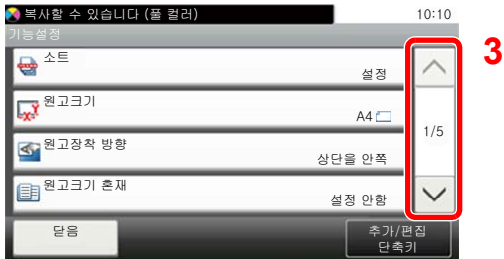 복사할 수 있습니다 (풀 컬러) 10:10
기능설정
소트
설정
원고크기
A4
원고장착 방향
상단을 안쪽
원고크기 혼재
설정 안함
1/5
닫음
추가/편집
단축키
3